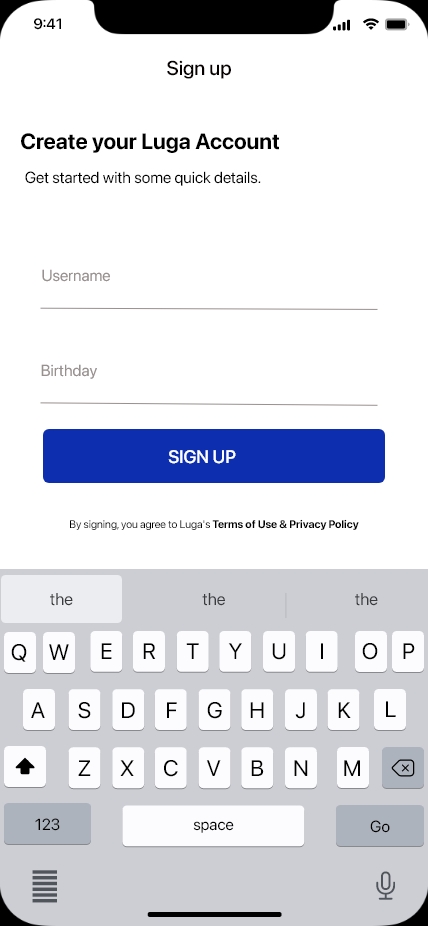 9:41
Sign up
Create your Luga Account
Get started with some quick details.
Username
Birthday
SIGN UP
By signing, you agree to Luga's Terms of Use & Privacy Policy
the the the
Q W E R T Y U I O P
A S D F G H J K L
Z X C V B N M
123 space Go